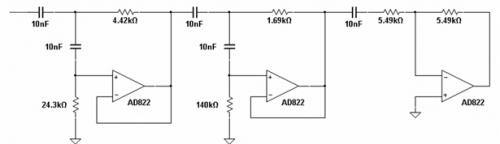 10nF 4.42kΩ 10nF 1.69kΩ 10nF 5.49kΩ 5.49kΩ
10nF 10nF
+ + -
- - +
AD822 AD822 AD822
24.3kΩ 140kΩ